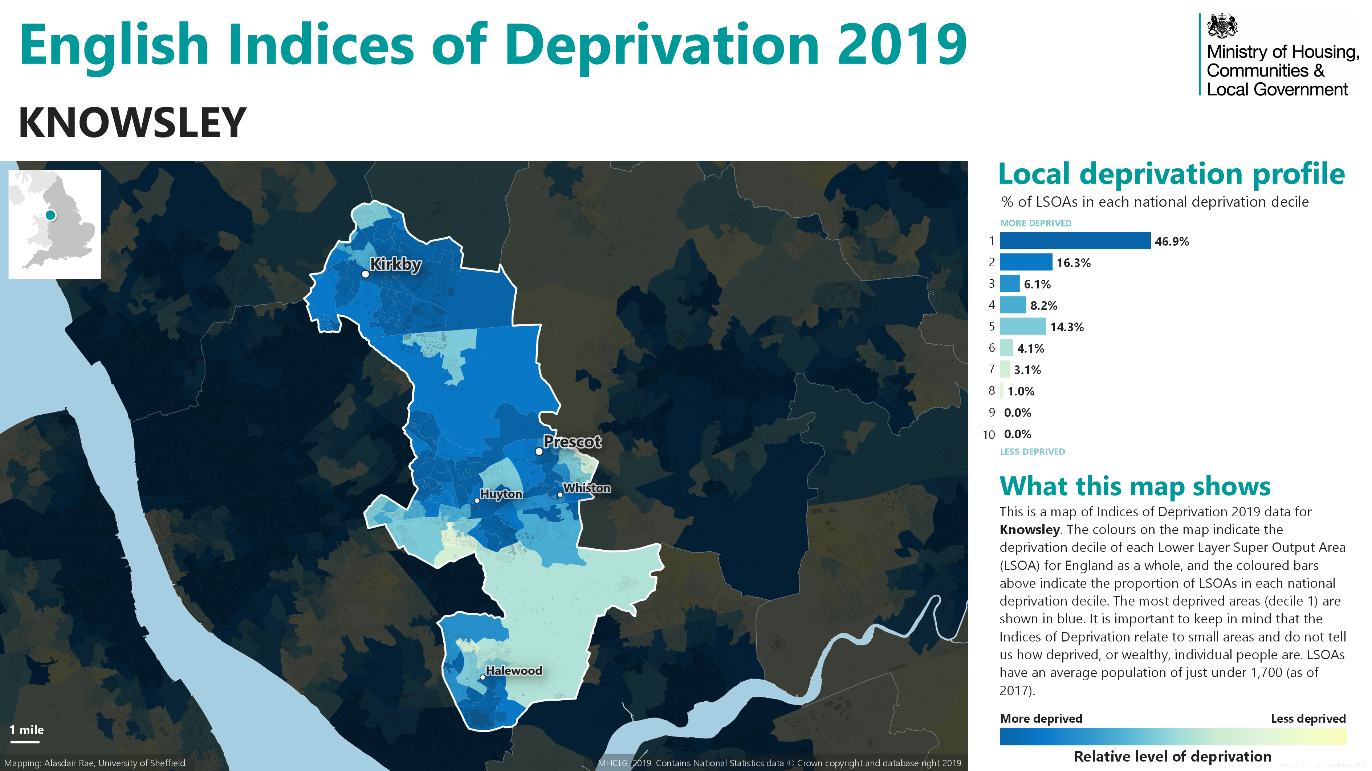 English Indices of Deprivation 2019
KNOWSLEY
Ministry of Housing,
Communities &
Local Government
Kirkby
Prescot
Huyton
Whiston
Halewood
1 mile
Mapping: Alasdair Rae, University of Sheffield.
MHCLG, 2019. Contains National Statistics data © Crown copyright and database right 2019.
Local deprivation profile
% of LSOAs in each national deprivation decile
MORE DEPRIVED
1 46.9%
2 16.3%
3 6.1%
4 8.2%
5 14.3%
6 4.1%
7 3.1%
8 1.0%
9 0.0%
10 0.0%
LESS DEPRIVED
What this map shows
This is a map of Indices of Deprivation 2019 data for
Knowsley. The colours on the map indicate the
deprivation decile of each Lower Layer Super Output Area
(LSOA) for England as a whole, and the coloured bars
above indicate the proportion of LSOAs in each national
deprivation decile. The most deprived areas (decile 1) are
shown in blue. It is important to keep in mind that the
Indices of Deprivation relate to small areas and do not tell
us how deprived, or wealthy, individual people are. LSOAs
have an average population of just under 1,700 (as of
2017).
More deprived Less deprived
Relative level of deprivation